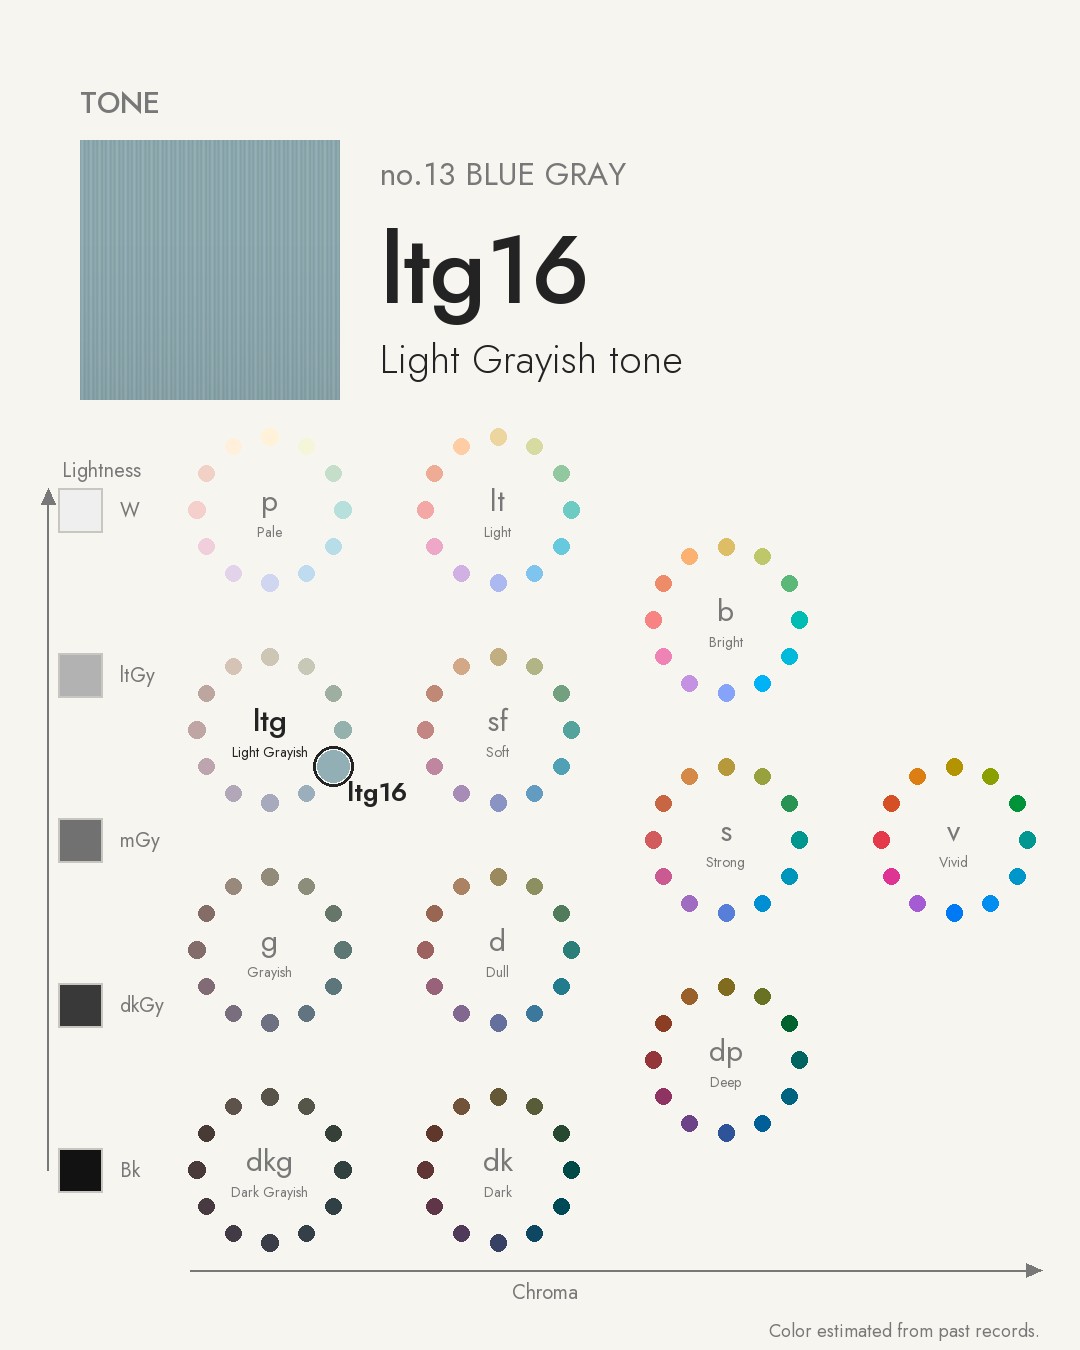 TONE
no.13 BLUE GRAY
ltg16
Light Grayish tone
Lightness
W
p
Pale
lt
Light
b
Bright
ltGy
ltg
Light Grayish
ltg16
sf
Soft
mGy
s
Strong
v
Vivid
g
Grayish
d
Dull
dkGy
dp
Deep
Bk
dkg
Dark Grayish
dk
Dark
Chroma
Color estimated from past records.